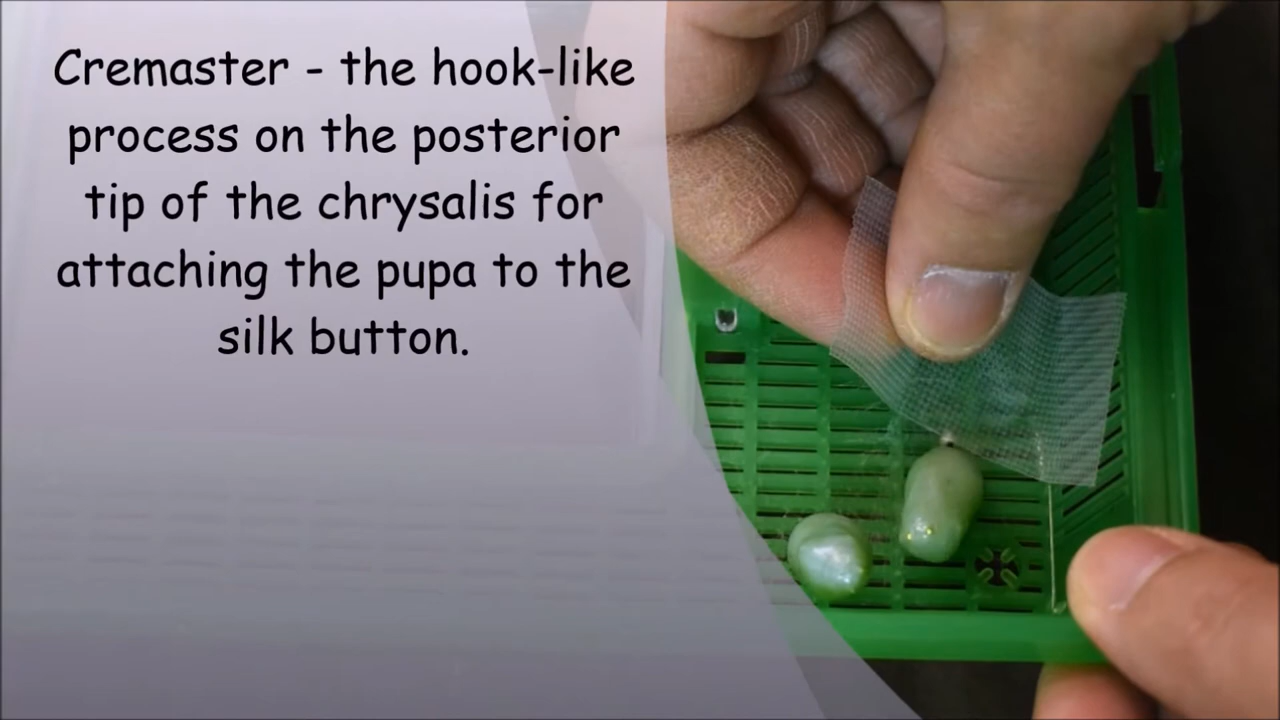 Cremaster - the hook-like
process on the posterior
tip of the chrysalis for
attaching the pupa to the
silk button.